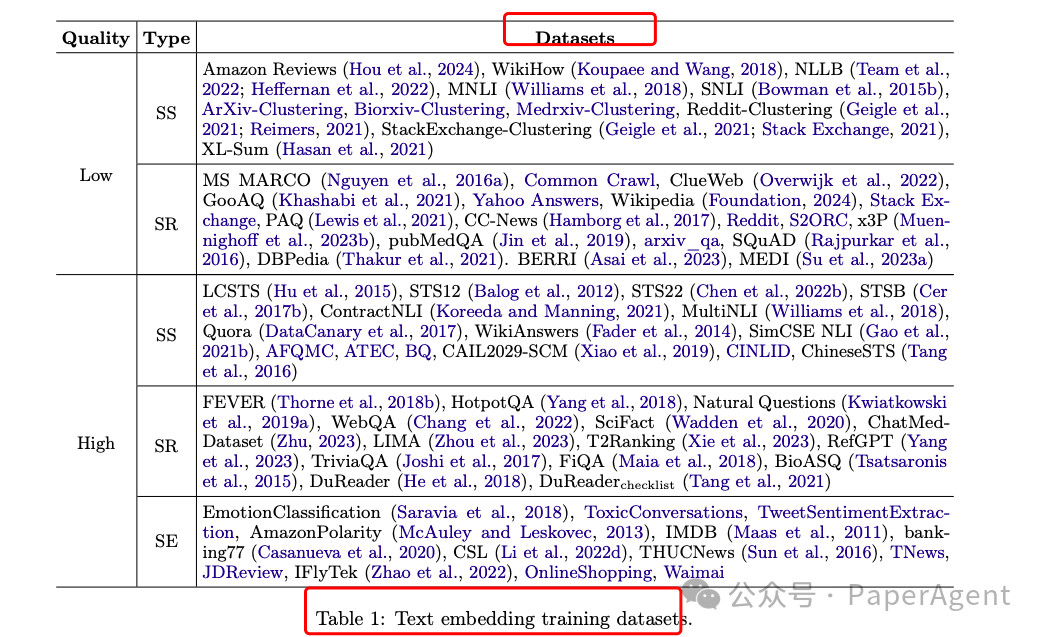 Quality Type Datasets
Amazon Reviews (Hou et al., 2024), WikiHow (Koupaee and Wang, 2018), NLLB (Team et al.,
2022; Heffernan et al., 2022), MNLI (Williams et al., 2018), SNLI (Bowman et al., 2015b),
SS ArXiv-Clustering, Biorxiv-Clustering, Medrxiv-Clustering, Reddit-Clustering (Geigle et al.,
2021; Reimers, 2021), StackExchange-Clustering (Geigle et al., 2021; Stack Exchange, 2021),
XL-Sum (Hasan et al., 2021)
Low
MS MARCO (Nguyen et al., 2016a), Common Crawl, ClueWeb (Overwijk et al., 2022),
GooAQ (Khashabi et al., 2021), Yahoo Answers, Wikipedia (Foundation, 2024), Stack Ex-
SR change, PAQ (Lewis et al., 2021), CC-News (Hamborg et al., 2017), Reddit, S2ORC, x3P (Muen-
nighoff et al., 2023b), pubMedQA (Jin et al., 2019), arxiv_qa, SQuAD (Rajpurkar et al.,
2016), DBPedia (Thakur et al., 2021). BERRI (Asai et al., 2023), MEDI (Su et al., 2023a)
LCSTS (Hu et al., 2015), STS12 (Balog et al., 2012), STS22 (Chen et al., 2022b), STSB (Cer
et al., 2017b), ContractNLI (Koreeda and Manning, 2021), MultiNLI (Williams et al., 2018),
SS Quora (DataCanary et al., 2017), WikiAnswers (Fader et al., 2014), SimCSE NLI (Gao et al.,
2021b), AFQMC, ATEC, BQ, CAIL2029-SCM (Xiao et al., 2019), CINLID, ChineseSTS (Tang
et al., 2016)
High
FEVER (Thorne et al., 2018b), HotpotQA (Yang et al., 2018), Natural Questions (Kwiatkowski
et al., 2019a), WebQA (Chang et al., 2022), SciFact (Wadden et al., 2020), ChatMed-
SR Dataset (Zhu, 2023), LIMA (Zhou et al., 2023), T2Ranking (Xie et al., 2023), RefGPT (Yang
et al., 2023), TriviaQA (Joshi et al., 2017), FiQA (Maia et al., 2018), BioASQ (Tsatsaronis
et al., 2015), DuReader (He et al., 2018), DuReaderchecklist (Tang et al., 2021)
EmotionClassification (Saravia et al., 2018), ToxicConversations, TweetSentimentExtrac-
tion, AmazonPolarity (McAuley and Leskovec, 2013), IMDB (Maas et al., 2011), bank-
SE ing77 (Casanueva et al., 2020), CSL (Li et al., 2022d), THUCNews (Sun et al., 2016), TNews,
JDReview, IFlyTek (Zhao et al., 2022), OnlineShopping, Waimai
Table 1: Text embedding training datasets.
公众号 · PaperAgent